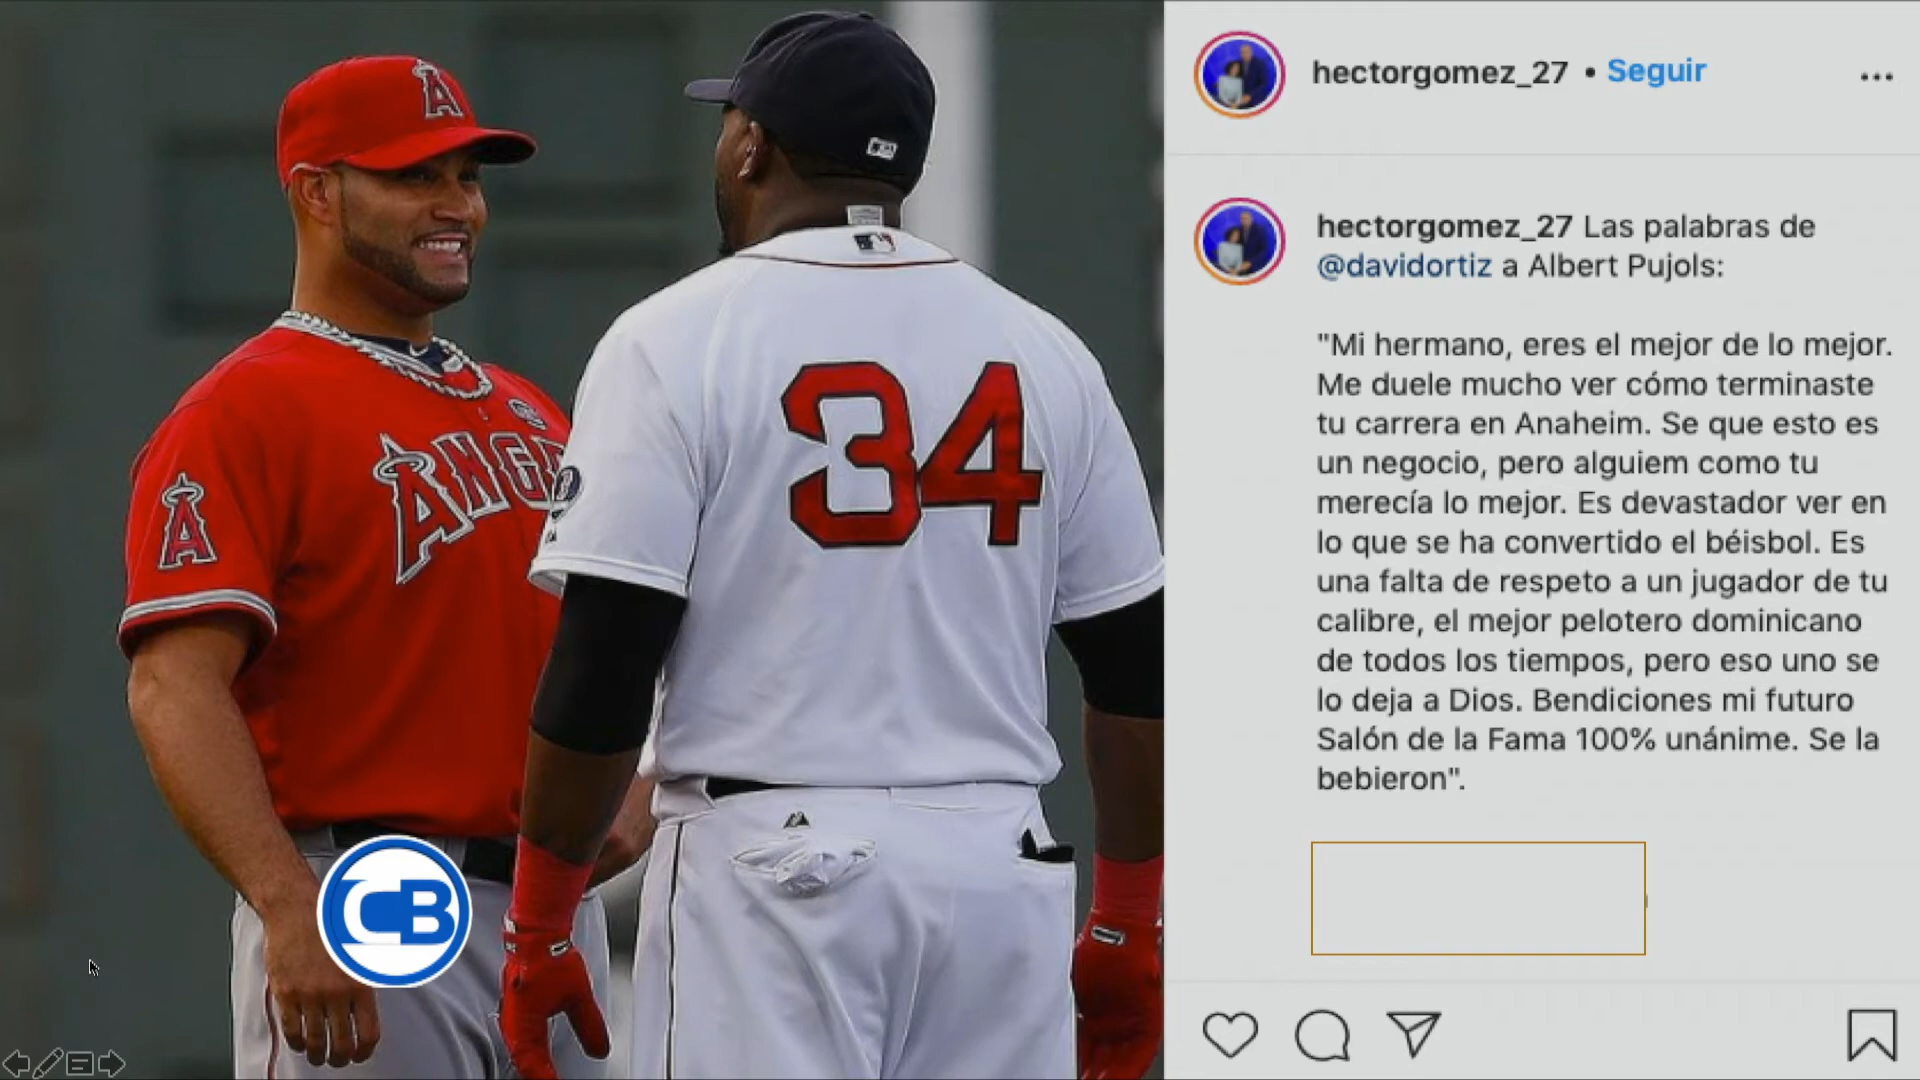 A
A
ANGE
34
CB
hectorgomez_27 • Seguir
hectorgomez_27 Las palabras de
@davidortiz a Albert Pujols:
"Mi hermano, eres el mejor de lo mejor.
Me duele mucho ver cómo terminaste
tu carrera en Anaheim. Se que esto es
un negocio, pero alguiem como tu
merecía lo mejor. Es devastador ver en
lo que se ha convertido el béisbol. Es
una falta de respeto a un jugador de tu
calibre, el mejor pelotero dominicano
de todos los tiempos, pero eso uno se
lo deja a Dios. Bendiciones mi futuro
Salón de la Fama 100% unánime. Se la
bebieron".